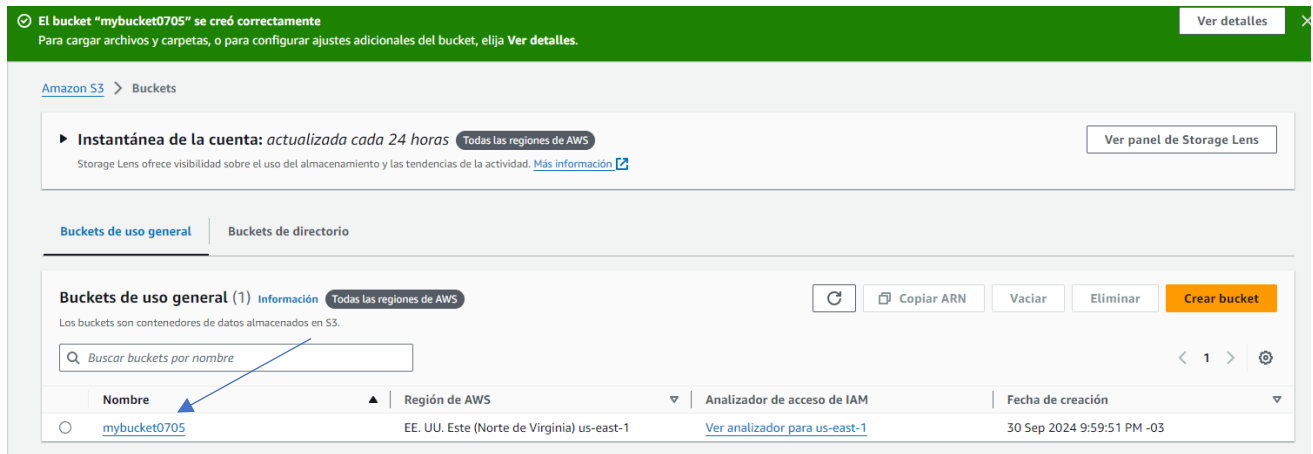 El bucket “mybucket0705” se creó correctamente
Ver detalles
Para cargar archivos y carpetas, o para configurar ajustes adicionales del bucket, elija Ver detalles.
Amazon S3 > Buckets
Instantánea de la cuenta: actualizada cada 24 horas Todas las regiones de AWS
Ver panel de Storage Lens
Storage Lens ofrece visibilidad sobre el uso del almacenamiento y las tendencias de la actividad. Más información
Buckets de uso general Buckets de directorio
Buckets de uso general (1) Información Todas las regiones de AWS
Copiar ARN Vaciar Eliminar Crear bucket
Los buckets son contenedores de datos almacenados en S3.
Buscar buckets por nombre
< 1 >
Nombre Región de AWS Analizador de acceso de IAM Fecha de creación
mybucket0705 EE. UU. Este (Norte de Virginia) us-east-1 Ver analizador para us-east-1 30 Sep 2024 9:59:51 PM -03